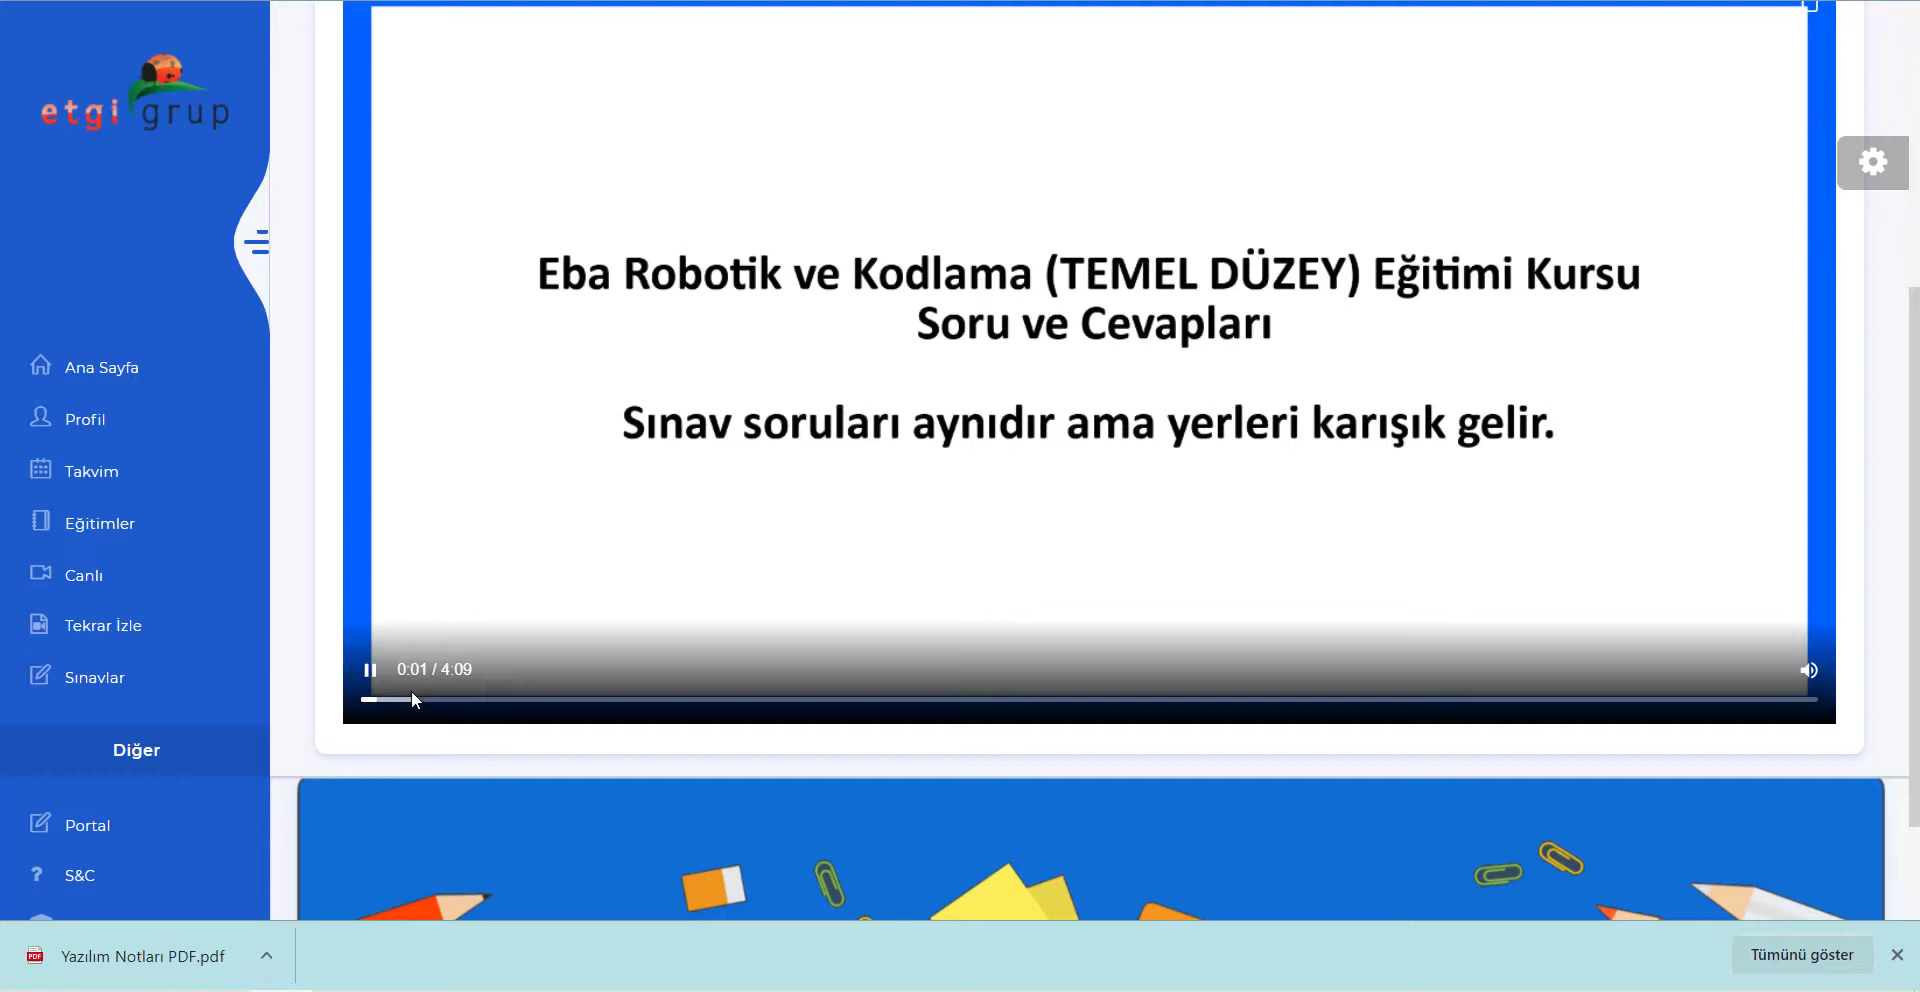 etgi grup
Ana Sayfa
Profil
Takvim
Eğitimler
Canlı
Tekrar İzle
Sınavlar
Diğer
Portal
S&C
Eba Robotik ve Kodlama (TEMEL DÜZEY) Eğitimi Kursu
Soru ve Cevapları
Sınav soruları aynıdır ama yerleri karışık gelir.
0:01 / 4:09
PDF
Yazılım Notları PDF.pdf
Tümünü göster